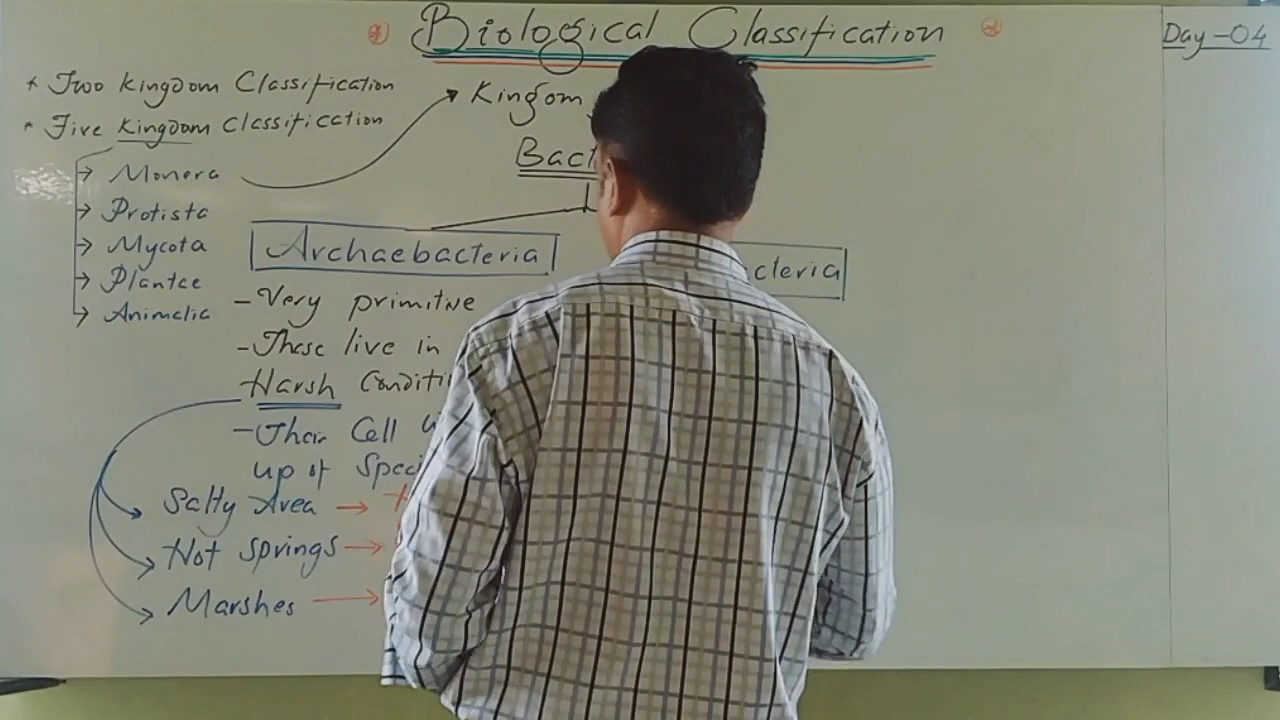 Biological Classification
Day-04
* Two Kingdom Classification
* Five Kingdom Classification
→ Monera
→ Protista
→ Mycota
→ Plantae
→ Animalia
Kingom
Bact
Archaebacteria
cteria
- Very primitive
- These live in
Harsh Conditi
- Their Cell
up of Speci
Salty Area →
Hot Springs →
Marshes →